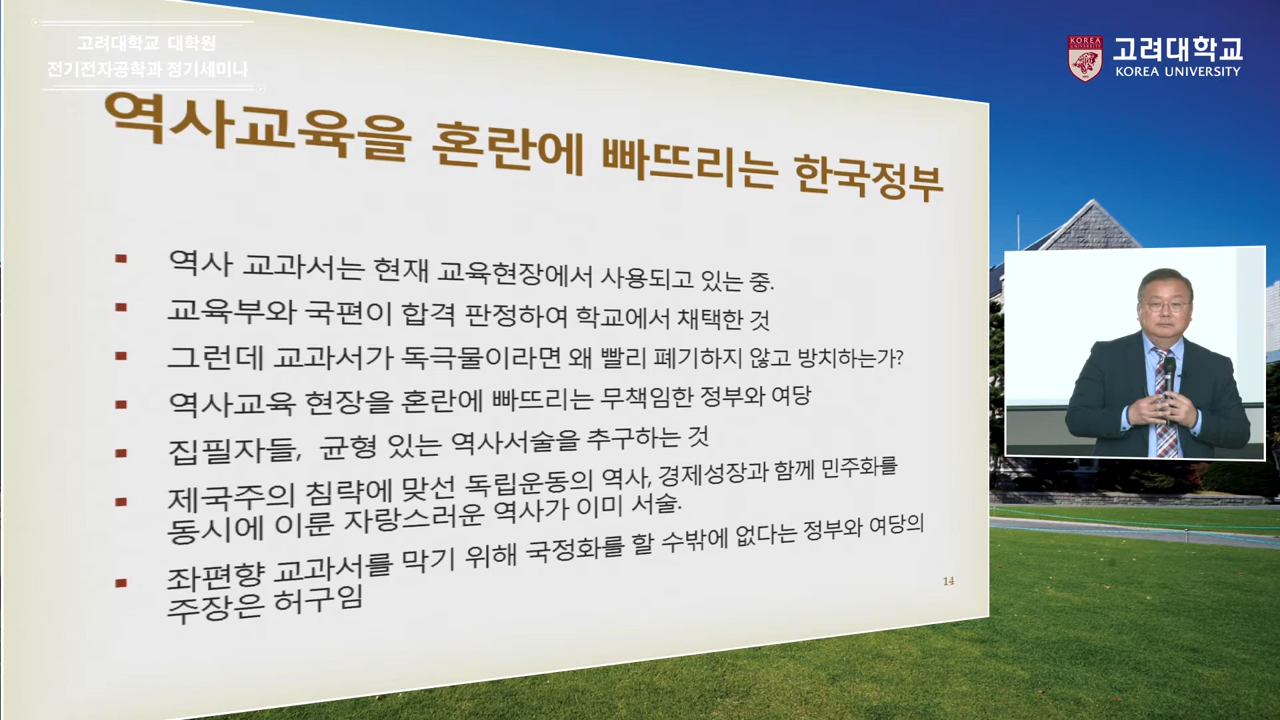 고려대학교 대학원
전기전자공학과 정기세미나
KOREA
고려대학교
KOREA UNIVERSITY
역사교육을 혼란에 빠뜨리는 한국정부
역사 교과서는 현재 교육현장에서 사용되고 있는 중.
교육부와 국편이 합격 판정하여 학교에서 채택한 것
그런데 교과서가 독극물이라면 왜 빨리 폐기하지 않고 방치하는가?
역사교육 현장을 혼란에 빠뜨리는 무책임한 정부와 여당
집필자들, 균형 있는 역사서술을 추구하는 것
제국주의 침략에 맞선 독립운동의 역사, 경제성장과 함께 민주화를
동시에 이룬 자랑스러운 역사가 이미 서술.
좌편향 교과서를 막기 위해 국정화를 할 수밖에 없다는 정부와 여당의
주장은 허구임
14